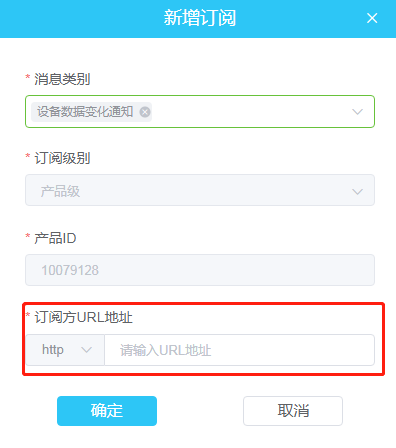 新增订阅
* 消息类别
设备数据变化通知
* 订阅级别
产品级
* 产品ID
10079128
* 订阅方URL地址
http 请输入URL地址
确定 取消